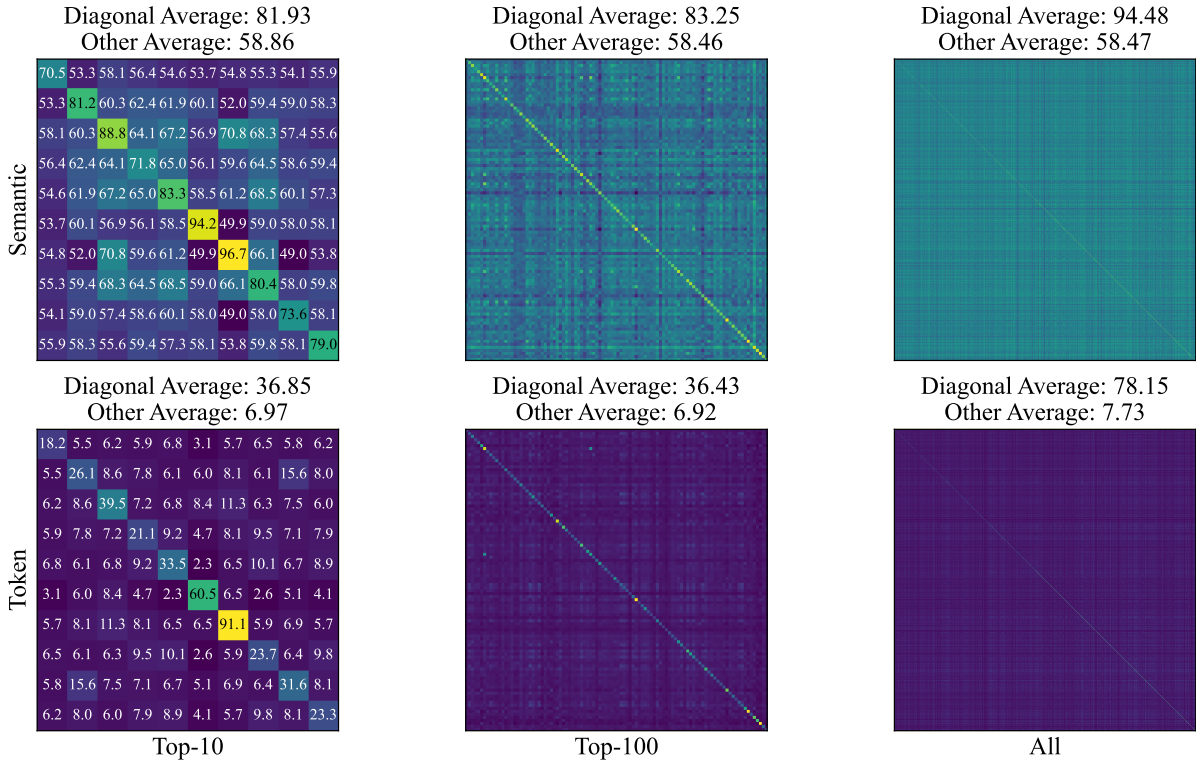 Diagonal Average: 81.93
Other Average: 58.86
Diagonal Average: 83.25
Other Average: 58.46
Diagonal Average: 94.48
Other Average: 58.47
Semantic
70.5 53.3 58.1 56.4 54.6 53.7 54.8 55.3 54.1 55.9
53.3 81.2 60.3 62.4 61.9 60.1 52.0 59.4 59.0 58.3
58.1 60.3 88.8 64.1 67.2 56.9 70.8 68.3 57.4 55.6
56.4 62.4 64.1 71.8 65.0 56.1 59.6 64.5 58.6 59.4
54.6 61.9 67.2 65.0 83.3 58.5 61.2 68.5 60.1 57.3
53.7 60.1 56.9 56.1 58.5 94.2 49.9 59.0 58.0 58.1
54.8 52.0 70.8 59.6 61.2 49.9 96.7 66.1 49.0 53.8
55.3 59.4 68.3 64.5 68.5 59.0 66.1 80.4 58.0 59.8
54.1 59.0 57.4 58.6 60.1 58.0 49.0 58.0 73.6 58.1
55.9 58.3 55.6 59.4 57.3 58.1 53.8 59.8 58.1 79.0
Diagonal Average: 36.85
Other Average: 6.97
Diagonal Average: 36.43
Other Average: 6.92
Diagonal Average: 78.15
Other Average: 7.73
Token
18.2 5.5 6.2 5.9 6.8 3.1 5.7 6.5 5.8 6.2
5.5 26.1 8.6 7.8 6.1 6.0 8.1 6.1 15.6 8.0
6.2 8.6 39.5 7.2 6.8 8.4 11.3 6.3 7.5 6.0
5.9 7.8 7.2 21.1 9.2 4.7 8.1 9.5 7.1 7.9
6.8 6.1 6.8 9.2 33.5 2.3 6.5 10.1 6.7 8.9
3.1 6.0 8.4 4.7 2.3 60.5 6.5 2.6 5.1 4.1
5.7 8.1 11.3 8.1 6.5 6.5 91.1 5.9 6.9 5.7
6.5 6.1 6.3 9.5 10.1 2.6 5.9 23.7 6.4 9.8
5.8 15.6 7.5 7.1 6.7 5.1 6.9 6.4 31.6 8.1
6.2 8.0 6.0 7.9 8.9 4.1 5.7 9.8 8.1 23.3
Top-10
Top-100
All